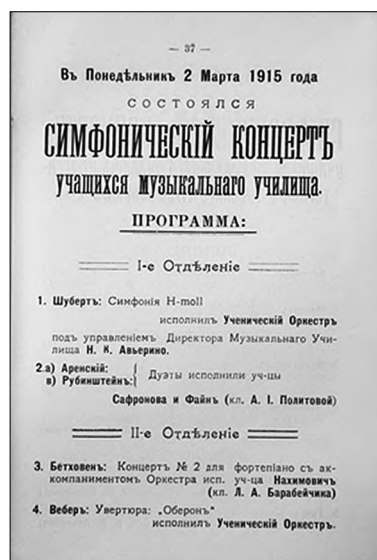 — 37 —
Въ Понедѣльникъ 2 Марта 1915 года
СОСТОЯЛСЯ
СИМФОНИЧЕСКІЙ КОНЦЕРТЪ
учащихся музыкальнаго училища.
ПРОГРАММА:
I-е Отдѣленіе
1. Шубертъ: Симфонія H-moll
исполнилъ Ученическій Оркестръ
подъ управленіемъ Директора Музыкальнаго Учи-
лища Н. К. Авьерино.
2.а) Аренскій:
в) Рубинштейнъ: Дуэты исполнили уч-цы
Сафронова и Файнъ (кл. А. І. Политовой)
II-е Отдѣленіе
3. Бетховенъ: Концертъ № 2 для фортепіано съ ак-
компаниментомъ Оркестра исп. уч-ца Нахимовичъ
(кл. Л. А. Барабейчика)
4. Веберъ: Увертюра: „Оберонъ"
исполнилъ Ученическій Оркестръ.